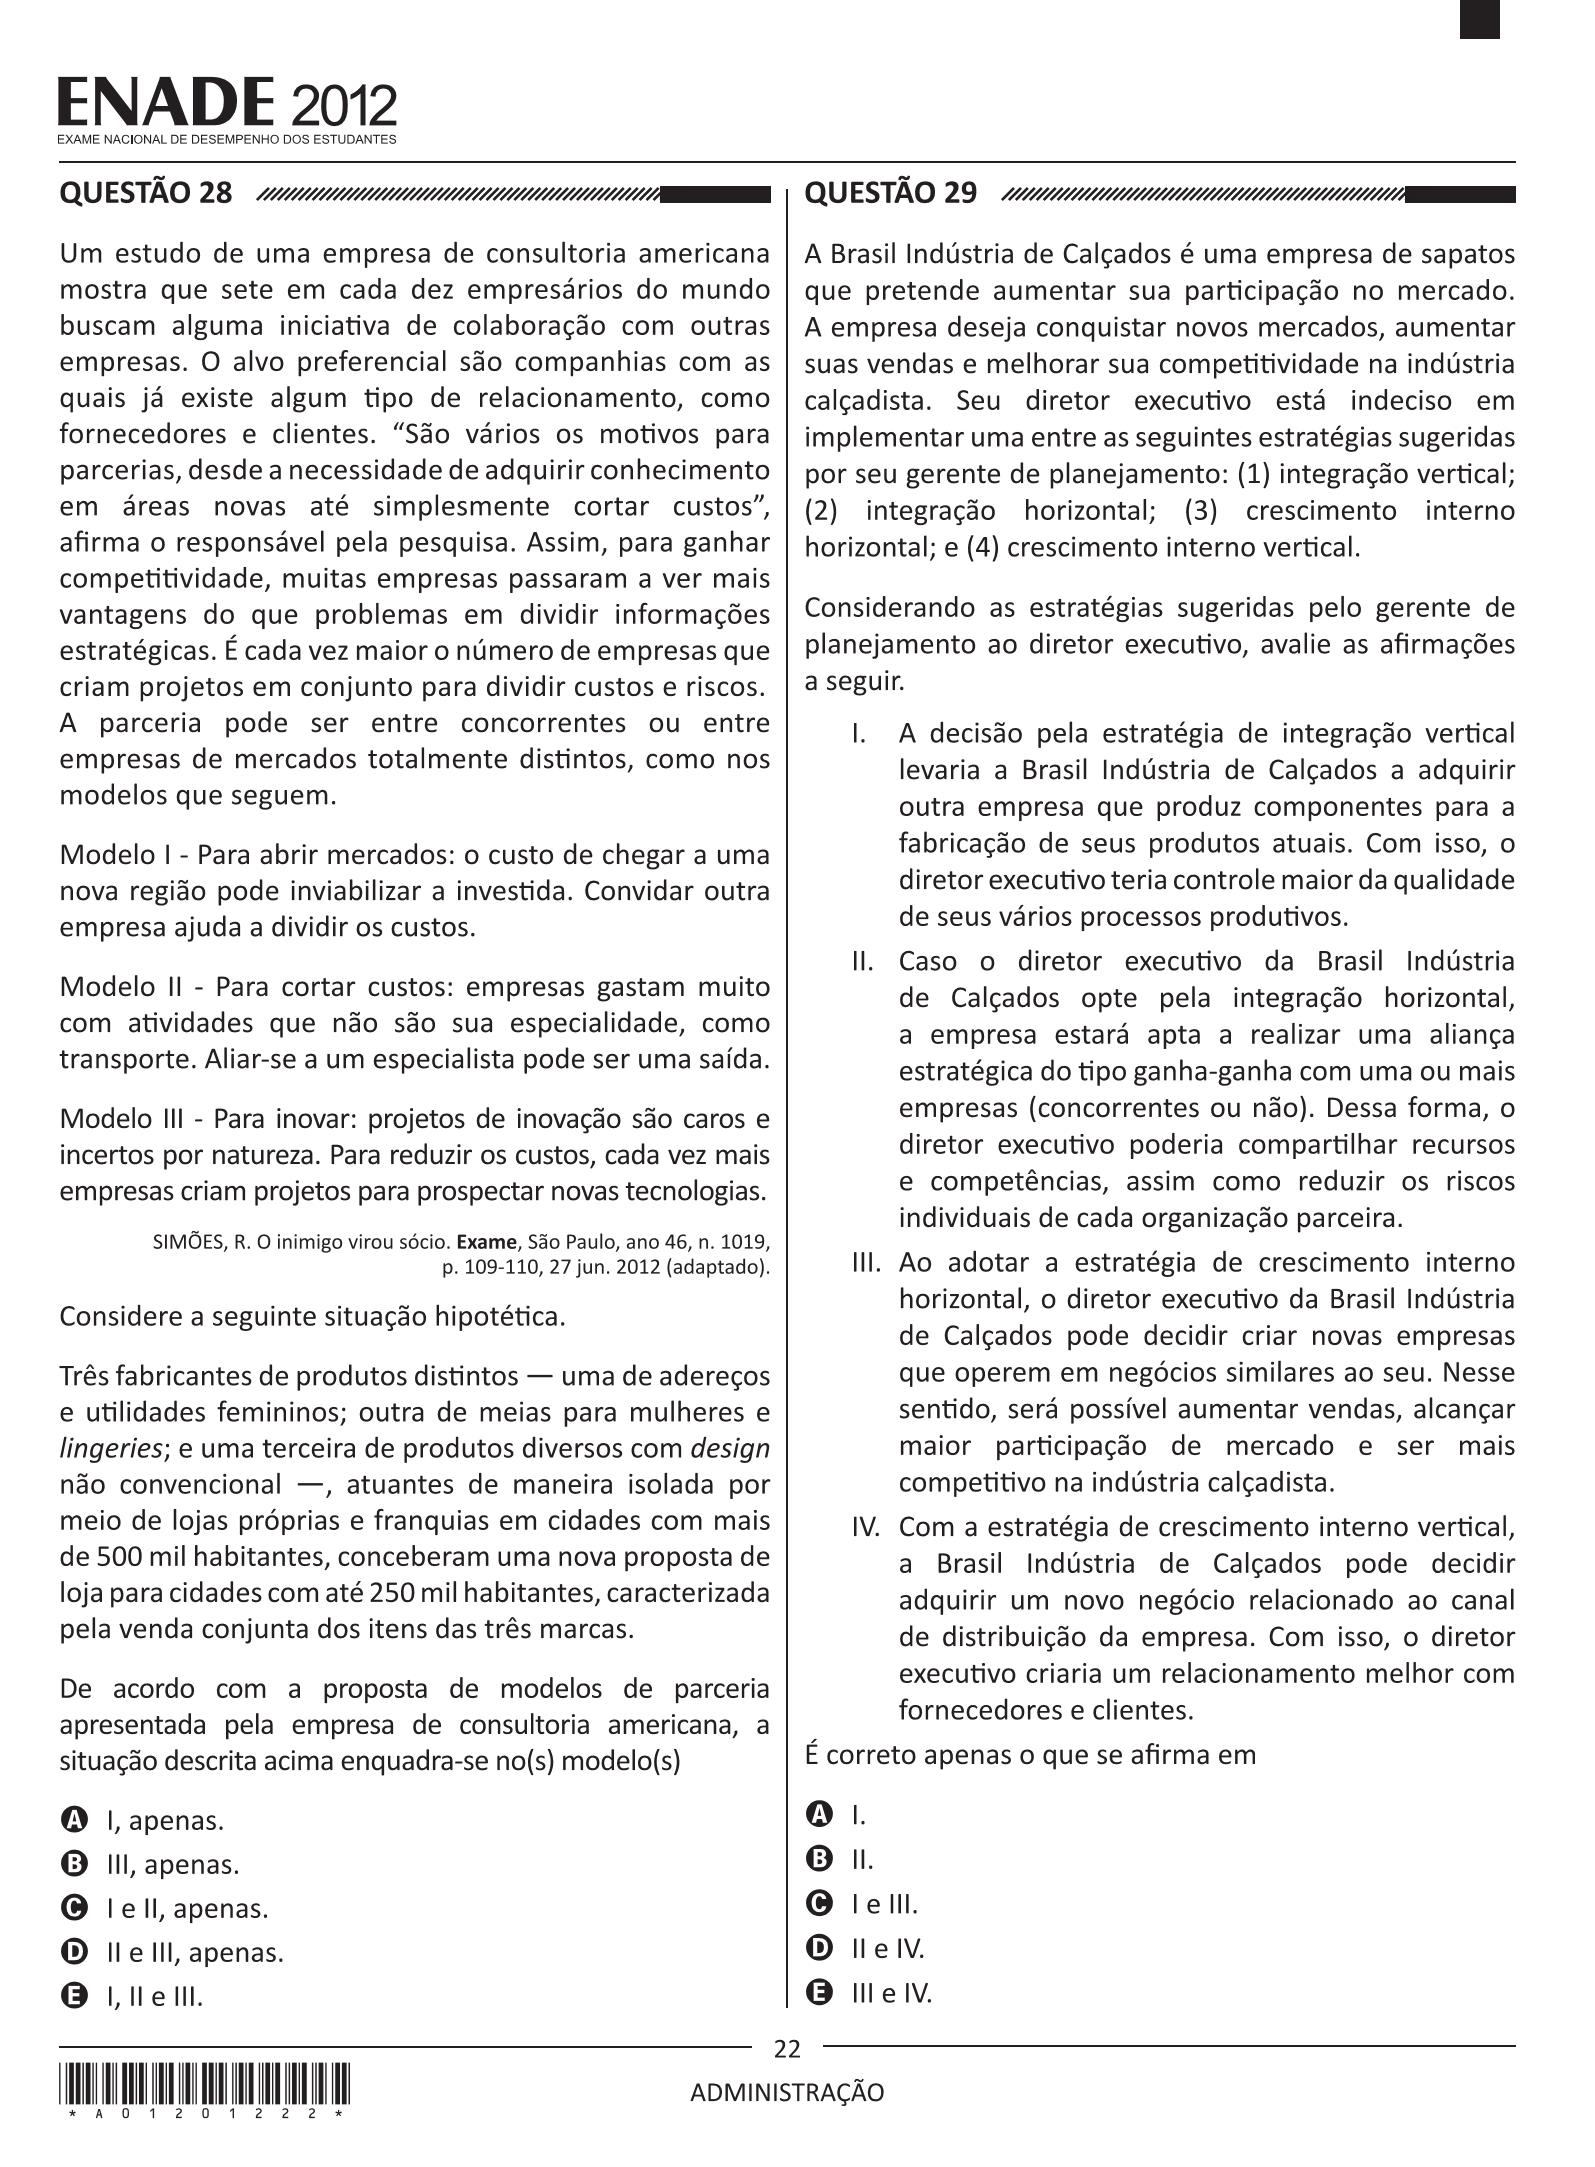 ENADE 2012
EXAME NACIONAL DE DESEMPENHO DOS ESTUDANTES
QUESTÃO 28
Um estudo de uma empresa de consultoria americana
mostra que sete em cada dez empresários do mundo
buscam alguma iniciativa de colaboração com outras
empresas. O alvo preferencial são companhias com as
quais já existe algum tipo de relacionamento, como
fornecedores e clientes. “São vários os motivos para
parcerias, desde a necessidade de adquirir conhecimento
em áreas novas até simplesmente cortar custos”,
afirma o responsável pela pesquisa. Assim, para ganhar
competitividade, muitas empresas passaram a ver mais
vantagens do que problemas em dividir informações
estratégicas. É cada vez maior o número de empresas que
criam projetos em conjunto para dividir custos e riscos.
A parceria pode ser entre concorrentes ou entre
empresas de mercados totalmente distintos, como nos
modelos que seguem.
Modelo I - Para abrir mercados: o custo de chegar a uma
nova região pode inviabilizar a investida. Convidar outra
empresa ajuda a dividir os custos.
Modelo II - Para cortar custos: empresas gastam muito
com atividades que não são sua especialidade, como
transporte. Aliar-se a um especialista pode ser uma saída.
Modelo III - Para inovar: projetos de inovação são caros e
incertos por natureza. Para reduzir os custos, cada vez mais
empresas criam projetos para prospectar novas tecnologias.
SIMÕES, R. O inimigo virou sócio. Exame, São Paulo, ano 46, n. 1019,
p. 109-110, 27 jun. 2012 (adaptado).
Considere a seguinte situação hipotética.
Três fabricantes de produtos distintos — uma de adereços
e utilidades femininos; outra de meias para mulheres e
lingeries; e uma terceira de produtos diversos com design
não convencional —, atuantes de maneira isolada por
meio de lojas próprias e franquias em cidades com mais
de 500 mil habitantes, conceberam uma nova proposta de
loja para cidades com até 250 mil habitantes, caracterizada
pela venda conjunta dos itens das três marcas.
De acordo com a proposta de modelos de parceria
apresentada pela empresa de consultoria americana, a
situação descrita acima enquadra-se no(s) modelo(s)
A I, apenas.
B III, apenas.
C I e II, apenas.
D II e III, apenas.
E I, II e III.
QUESTÃO 29
A Brasil Indústria de Calçados é uma empresa de sapatos
que pretende aumentar sua participação no mercado.
A empresa deseja conquistar novos mercados, aumentar
suas vendas e melhorar sua competitividade na indústria
calçadista. Seu diretor executivo está indeciso em
implementar uma entre as seguintes estratégias sugeridas
por seu gerente de planejamento: (1) integração vertical;
(2) integração horizontal; (3) crescimento interno
horizontal; e (4) crescimento interno vertical.
Considerando as estratégias sugeridas pelo gerente de
planejamento ao diretor executivo, avalie as afirmações
a seguir.
I. A decisão pela estratégia de integração vertical
levaria a Brasil Indústria de Calçados a adquirir
outra empresa que produz componentes para a
fabricação de seus produtos atuais. Com isso, o
diretor executivo teria controle maior da qualidade
de seus vários processos produtivos.
II. Caso o diretor executivo da Brasil Indústria
de Calçados opte pela integração horizontal,
a empresa estará apta a realizar uma aliança
estratégica do tipo ganha-ganha com uma ou mais
empresas (concorrentes ou não). Dessa forma, o
diretor executivo poderia compartilhar recursos
e competências, assim como reduzir os riscos
individuais de cada organização parceira.
III. Ao adotar a estratégia de crescimento interno
horizontal, o diretor executivo da Brasil Indústria
de Calçados pode decidir criar novas empresas
que operem em negócios similares ao seu. Nesse
sentido, será possível aumentar vendas, alcançar
maior participação de mercado e ser mais
competitivo na indústria calçadista.
IV. Com a estratégia de crescimento interno vertical,
a Brasil Indústria de Calçados pode decidir
adquirir um novo negócio relacionado ao canal
de distribuição da empresa. Com isso, o diretor
executivo criaria um relacionamento melhor com
fornecedores e clientes.
É correto apenas o que se afirma em
A I.
B II.
C I e III.
D II e IV.
E III e IV.
22
ADMINISTRAÇÃO
* A 0 1 2 0 1 2 2 2 *